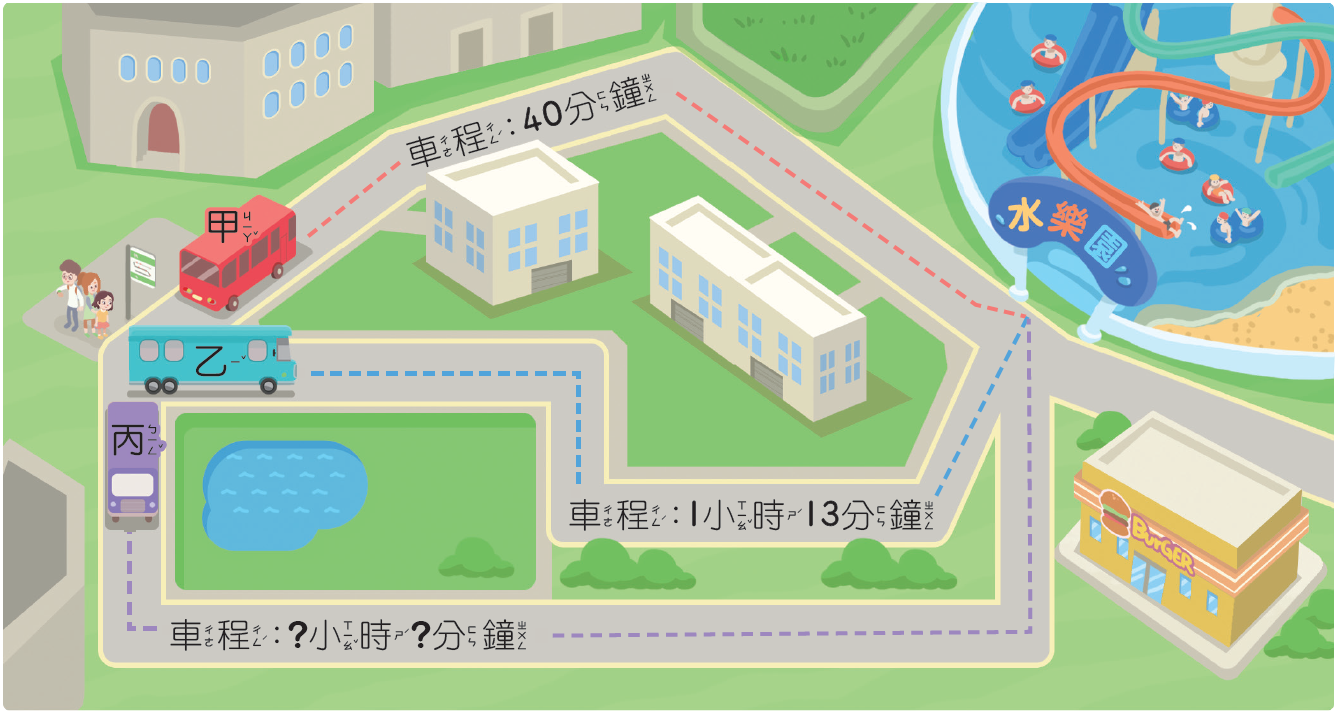 車程：40分鐘
甲
水樂園
乙
丙
車程：1小時13分鐘
BURGER
車程：?小時?分鐘